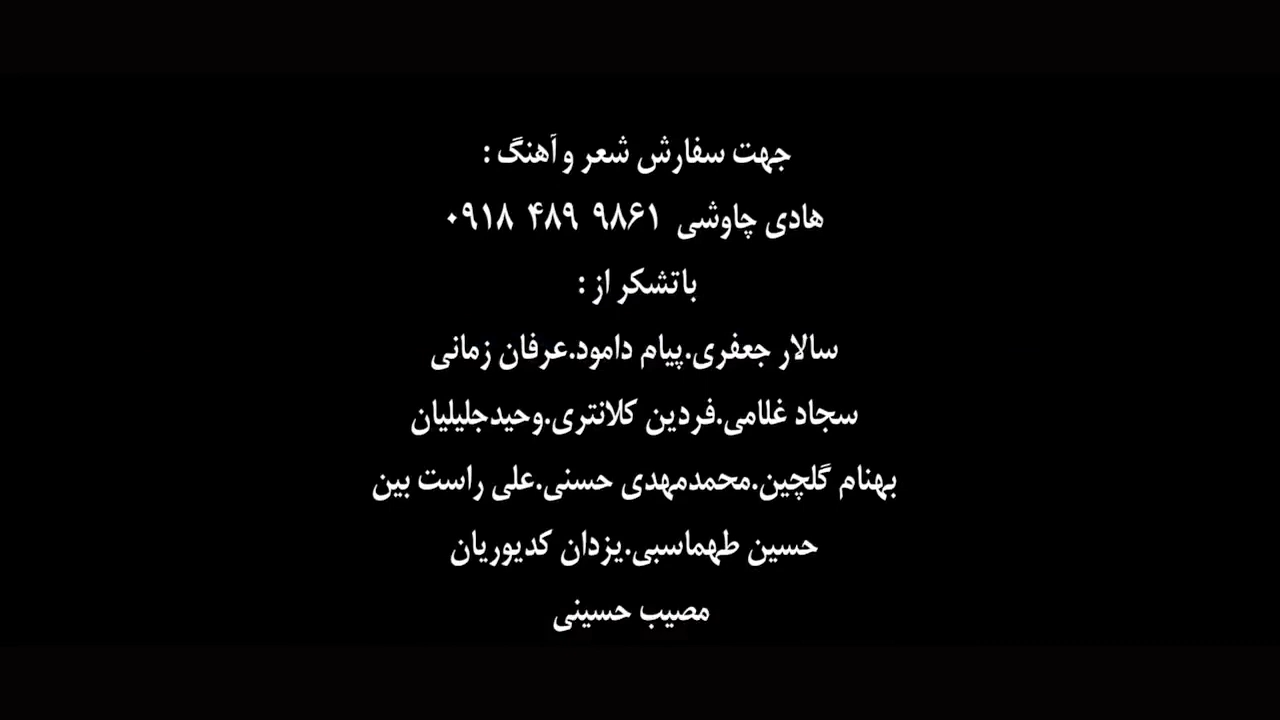 جهت سفارش شعر و آهنگ :
هادی چاوشی ۹۸۶۱ ۴۸۹ ۰۹۱۸
باتشکر از :
سالار جعفری.پیام دامود.عرفان زمانی
سجاد غلامی.فردین کلانتری.وحیدجلیلیان
بهنام گلچین.محمدمهدی حسنی.علی راست بین
حسین طهماسبی.یزدان کدیوریان
مصیب حسینی